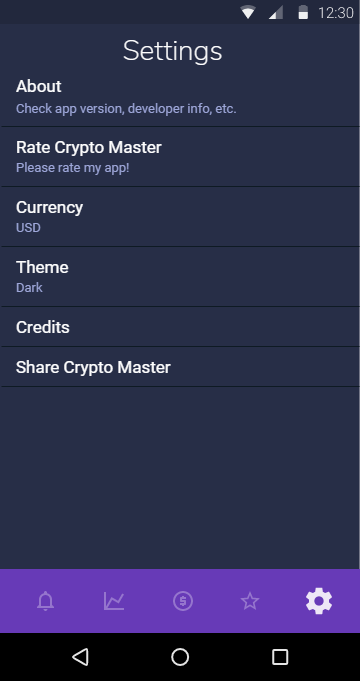 12:30
Settings
About
Check app version, developer info, etc.
Rate Crypto Master
Please rate my app!
Currency
USD
Theme
Dark
Credits
Share Crypto Master